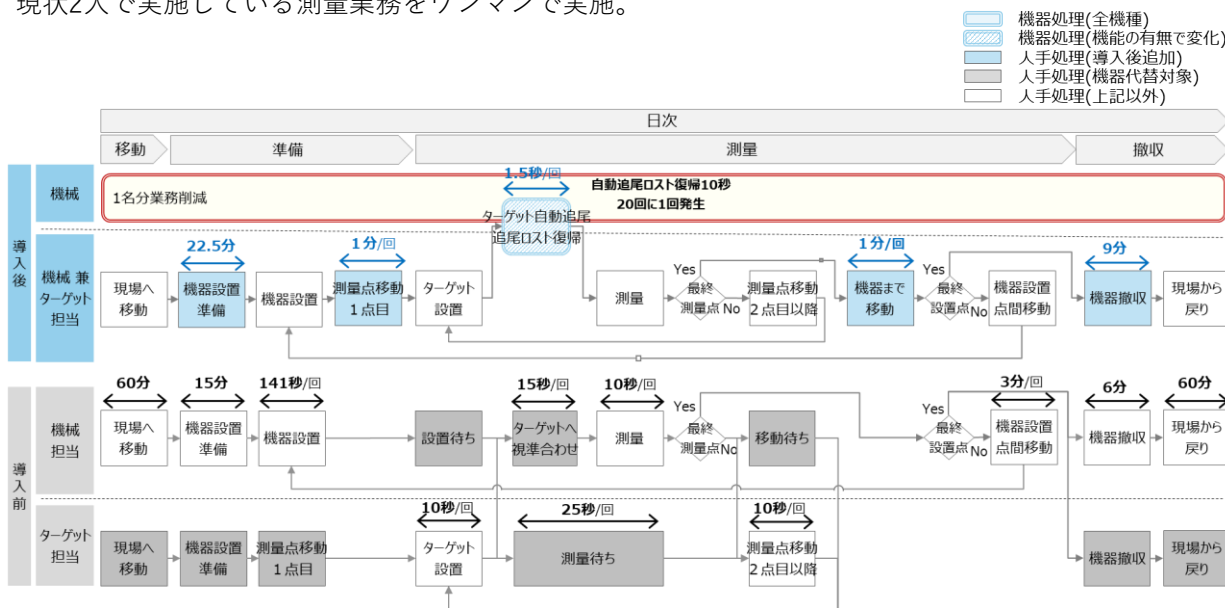 現状2人で実施している測量業務をワンマンで実施。
機器処理(全機種)
機器処理(機能の有無で変化)
人手処理(導入後追加)
人手処理(機器代替対象)
人手処理(上記以外)
日次
移動
準備
測量
撤収
導入後
機械
1名分業務削減
1.5秒/回
ターゲット自動追尾
追尾ロスト復帰
自動追尾ロスト復帰10秒
20回に1回発生
機械 兼
ターゲット
担当
現場へ
移動
22.5分
機器設置
準備
機器設置
1分/回
測量点移動
1点目
ターゲット
設置
測量
Yes
最終
測量点
No
測量点移動
2点目以降
1分/回
機器まで
移動
Yes
最終
設置点
No
機器設置
点間移動
9分
機器撤収
現場から
戻り
導入前
機械
担当
60分
現場へ
移動
15分
機器設置
準備
141秒/回
機器設置
設置待ち
15秒/回
ターゲットへ
視準合わせ
10秒/回
測量
Yes
最終
測量点
No
移動待ち
Yes
最終
設置点
No
3分/回
機器設置
点間移動
6分
機器撤収
60分
現場から
戻り
ターゲット
担当
現場へ
移動
機器設置
準備
測量点移動
1点目
10秒/回
ターゲット
設置
25秒/回
測量待ち
10秒/回
測量点移動
2点目以降
機器撤収
現場から
戻り